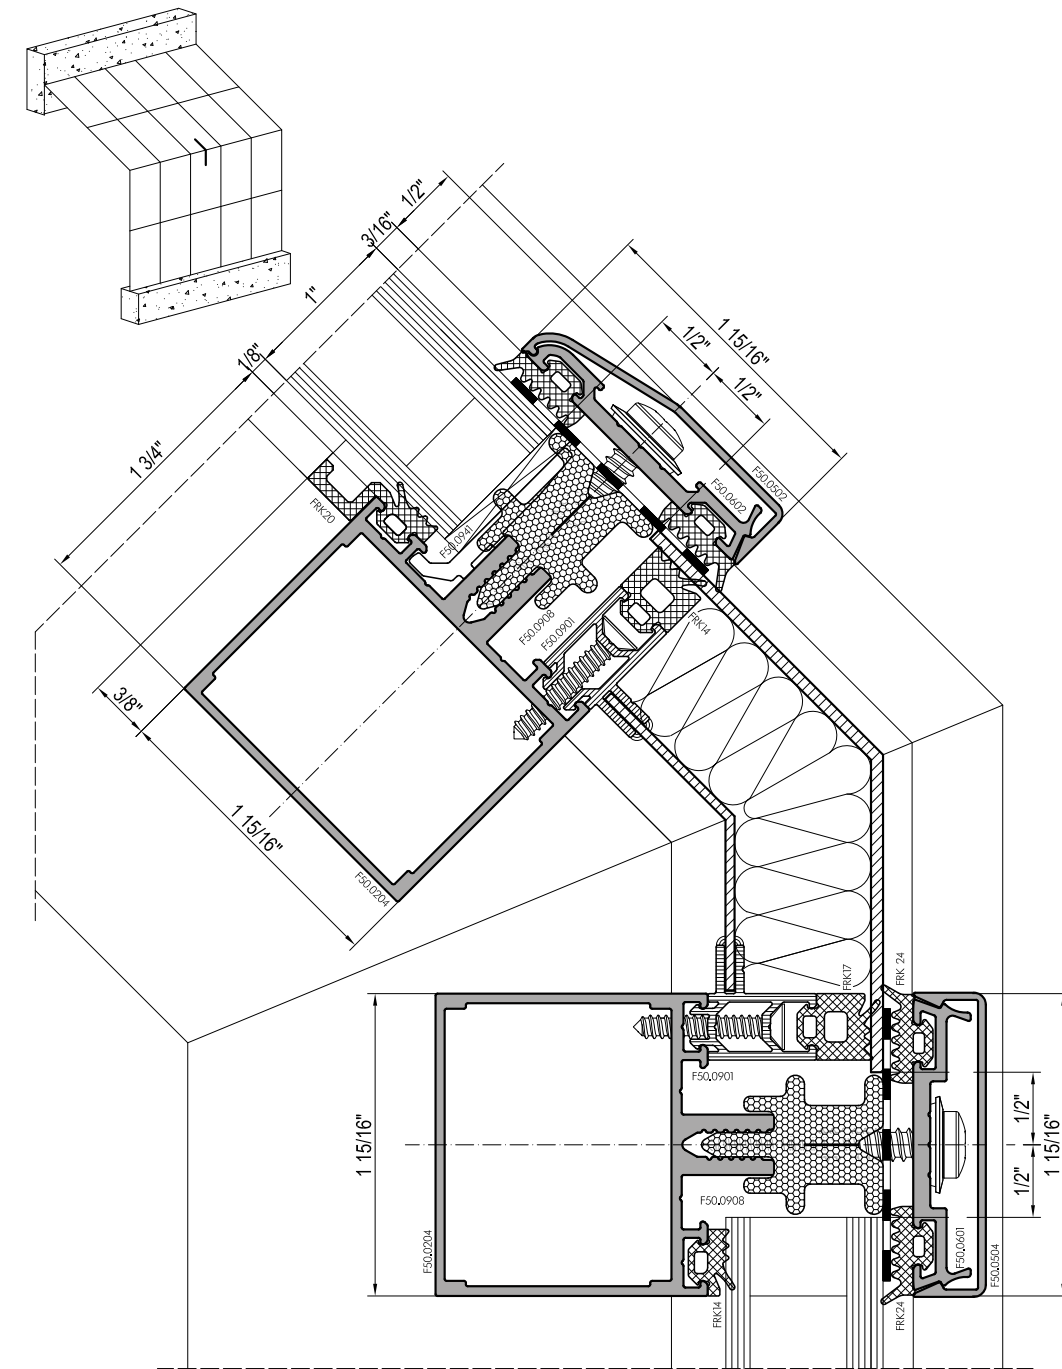 1/2"
3/16"
1"
1/8"
1 3/4"
3/8"
1 15/16"
1 15/16"
1/2"
1/2"
F50.0502
F50.0602
FRK20
F50.0941
F50.0908
F50.0901
FRK14
F50.0204
FRK17
FRK 24
F50.0901
F50.0908
1 15/16"
1/2"
1/2"
1 15/16"
F50.0204
FRK14
FRK24
F50.0601
F50.0504